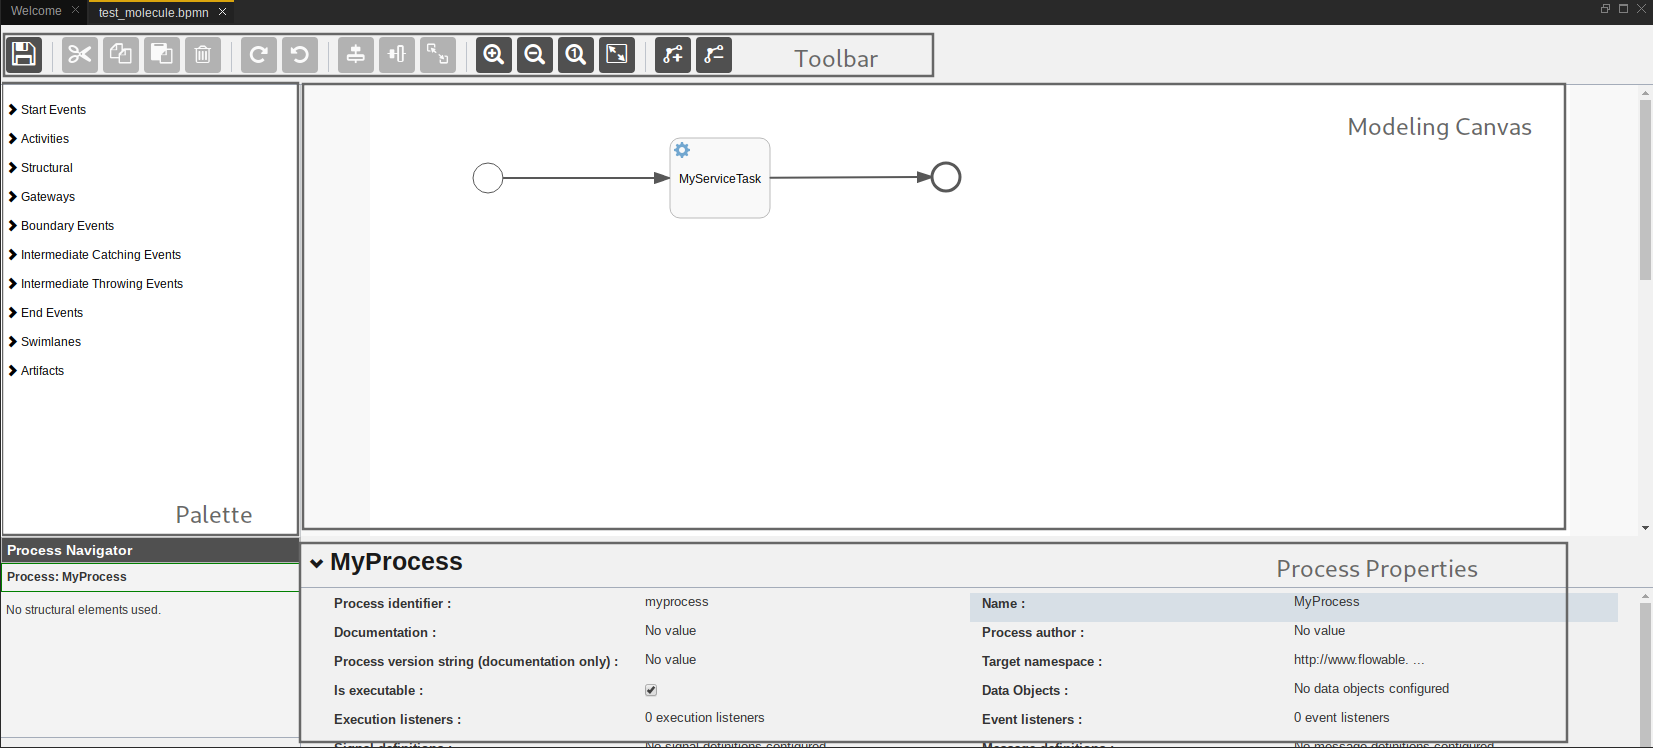 Welcome
test_molecule.bpmn
Toolbar
Start Events
Activities
Structural
Gateways
Boundary Events
Intermediate Catching Events
Intermediate Throwing Events
End Events
Swimlanes
Artifacts
Palette
Modeling Canvas
MyServiceTask
Process Navigator
Process: MyProcess
No structural elements used.
MyProcess
Process Properties
Process identifier : myprocess Name : MyProcess
Documentation : No value Process author : No value
Process version string (documentation only) : No value Target namespace : http://www.flowable. ...
Is executable : Data Objects : No data objects configured
Execution listeners : 0 execution listeners Event listeners : 0 event listeners
Signal definitions : No signal definitions configured Message definitions : No message definitions configured